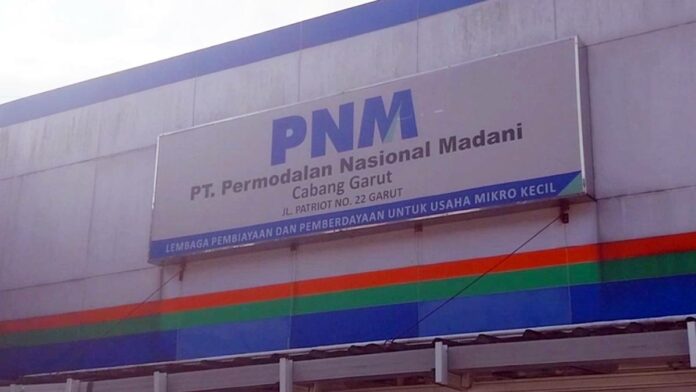 PNM
PT. Permodalan Nasional Madani
Cabang Garut
JL. PATRIOT NO. 22 GARUT
LEMBAGA PEMBIAYAAN DAN PEMBERDAYAAN UNTUK USAHA MIKRO KECIL